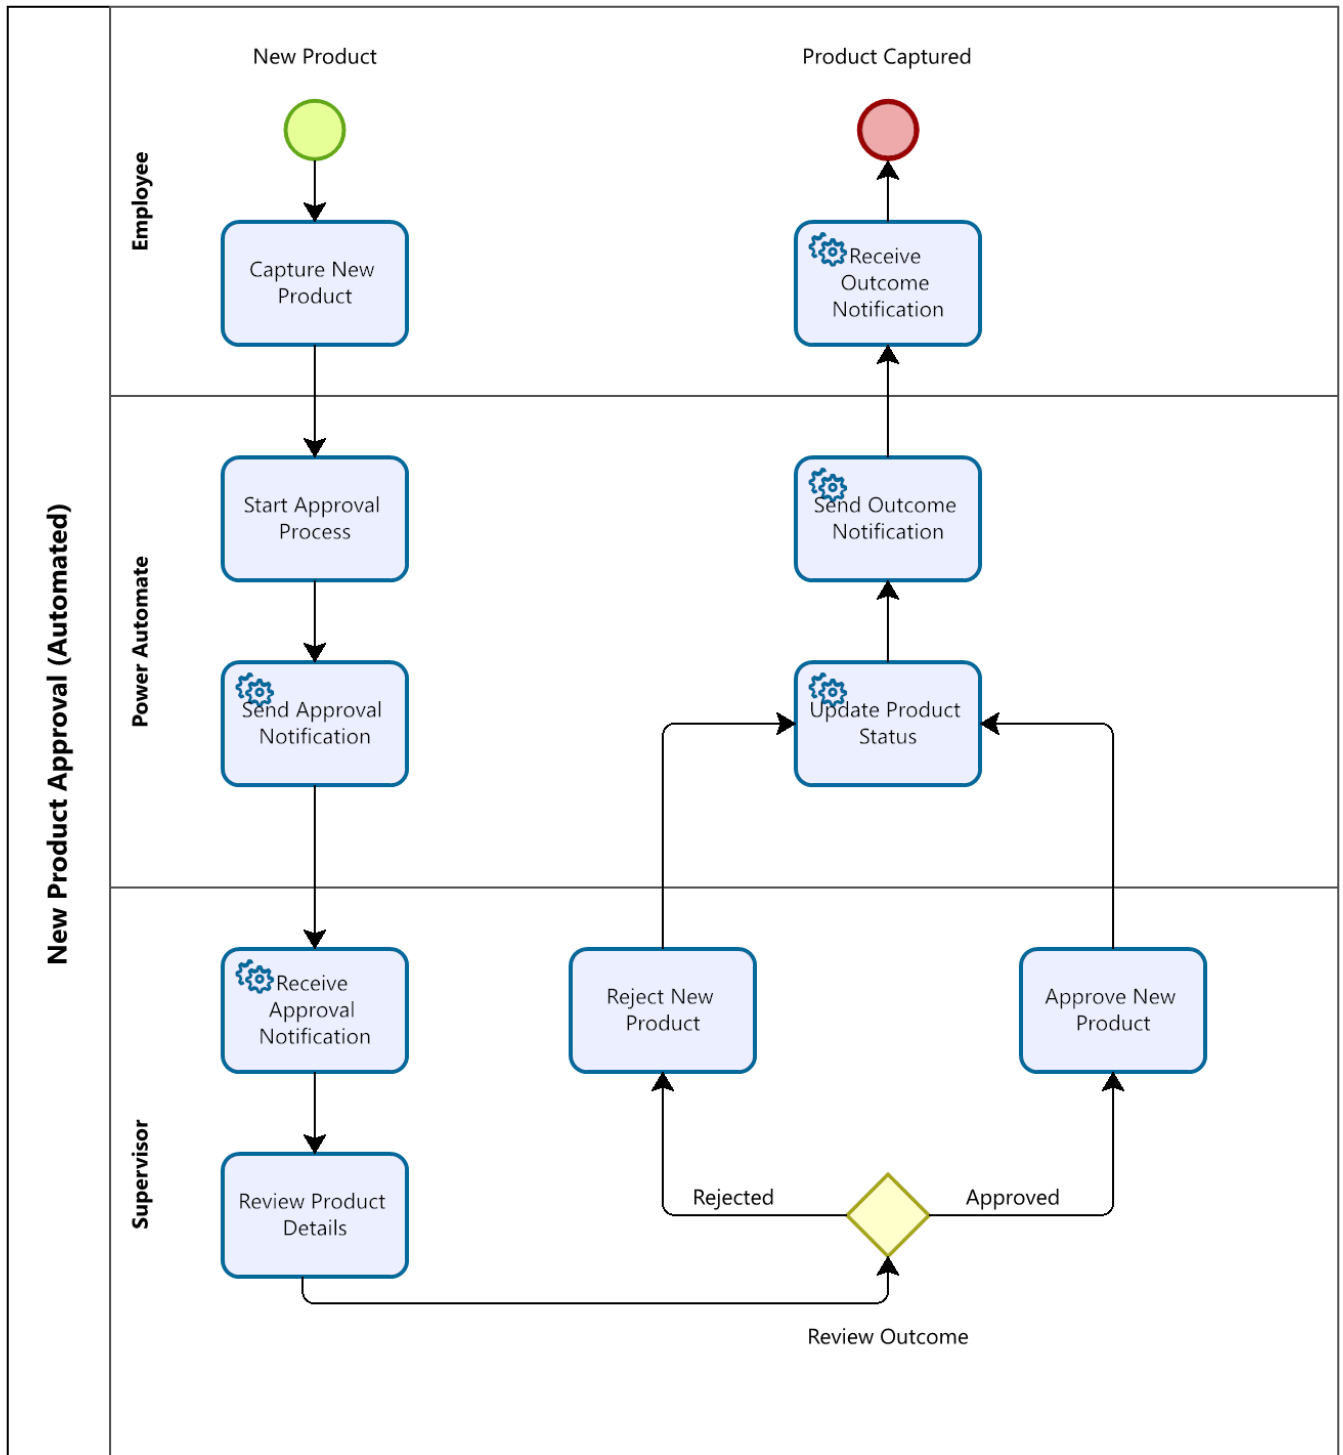 New Product Approval (Automated)
Employee
New Product
Product Captured
Capture New
Product
Receive
Outcome
Notification
Power Automate
Start Approval
Process
Send Outcome
Notification
Send Approval
Notification
Update Product
Status
Supervisor
Receive
Approval
Notification
Reject New
Product
Approve New
Product
Review Product
Details
Rejected
Approved
Review Outcome